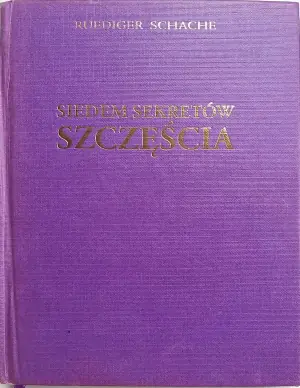 RUEDIGER SCHACHE
SIEDEM SEKRETÓW
SZCZĘŚCIA